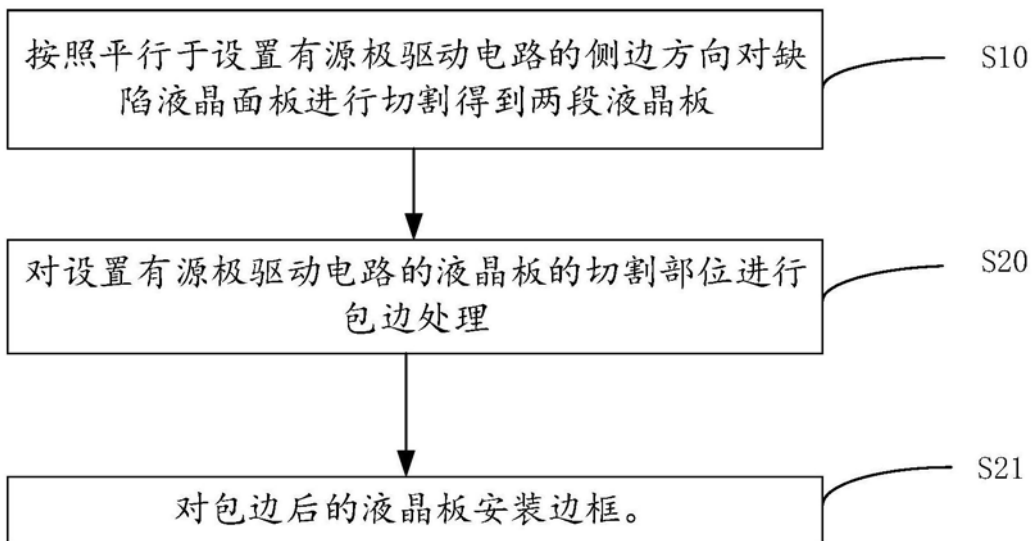 按照平行于设置有源极驱动电路的侧边方向对缺
陷液晶面板进行切割得到两段液晶板
S10
对设置有源极驱动电路的液晶板的切割部位进行
包边处理
S20
对包边后的液晶板安装边框。
S21